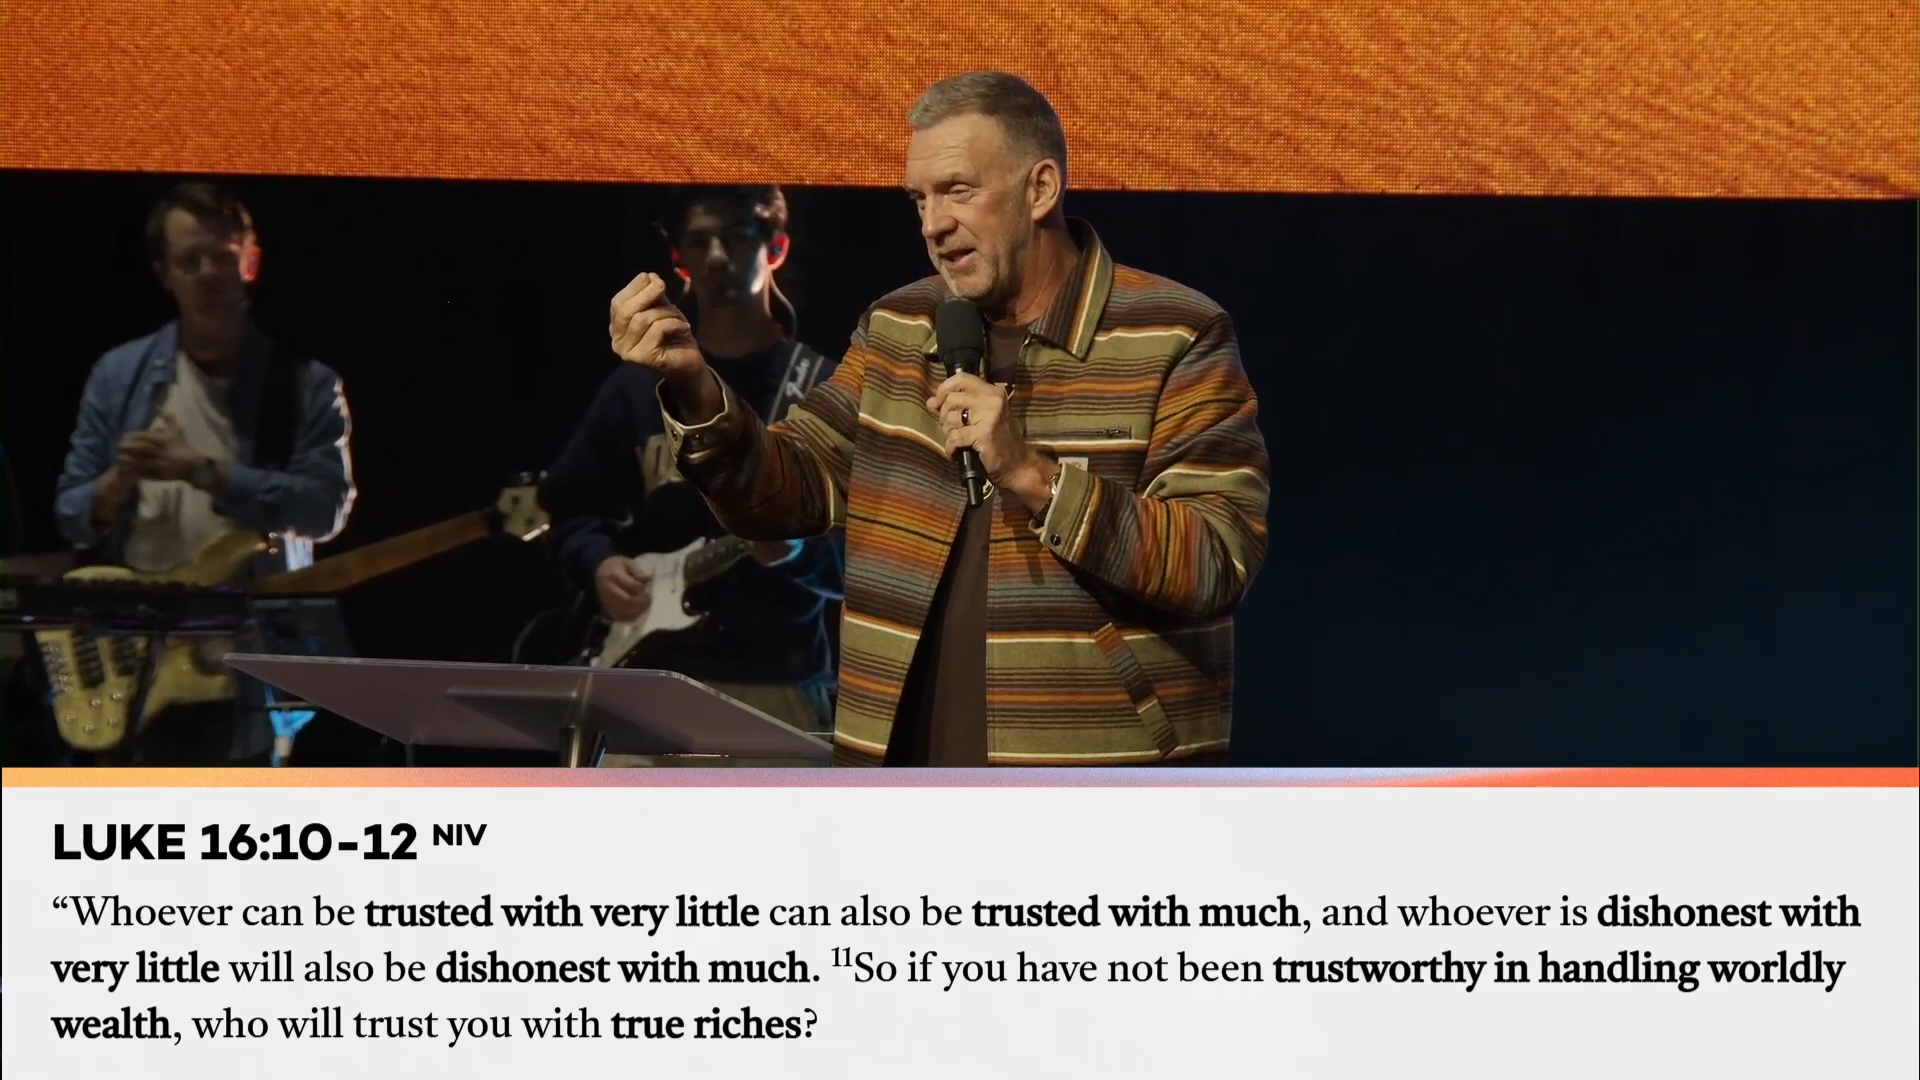 Fender
LUKE 16:10-12 NIV
“Whoever can be trusted with very little can also be trusted with much, and whoever is dishonest with
very little will also be dishonest with much. ¹¹So if you have not been trustworthy in handling worldly
wealth, who will trust you with true riches?